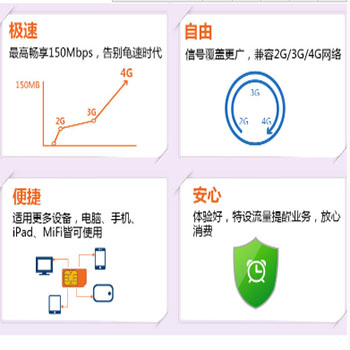 极速
最高畅享150Mbps，告别龟速时代
150MB
2G
3G
4G
自由
信号覆盖更广，兼容2G/3G/4G网络
3G
2G
4G
便捷
适用更多设备，电脑、手机、
iPad、MiFi皆可使用
安心
体验好，特设流量提醒业务，放心
消费